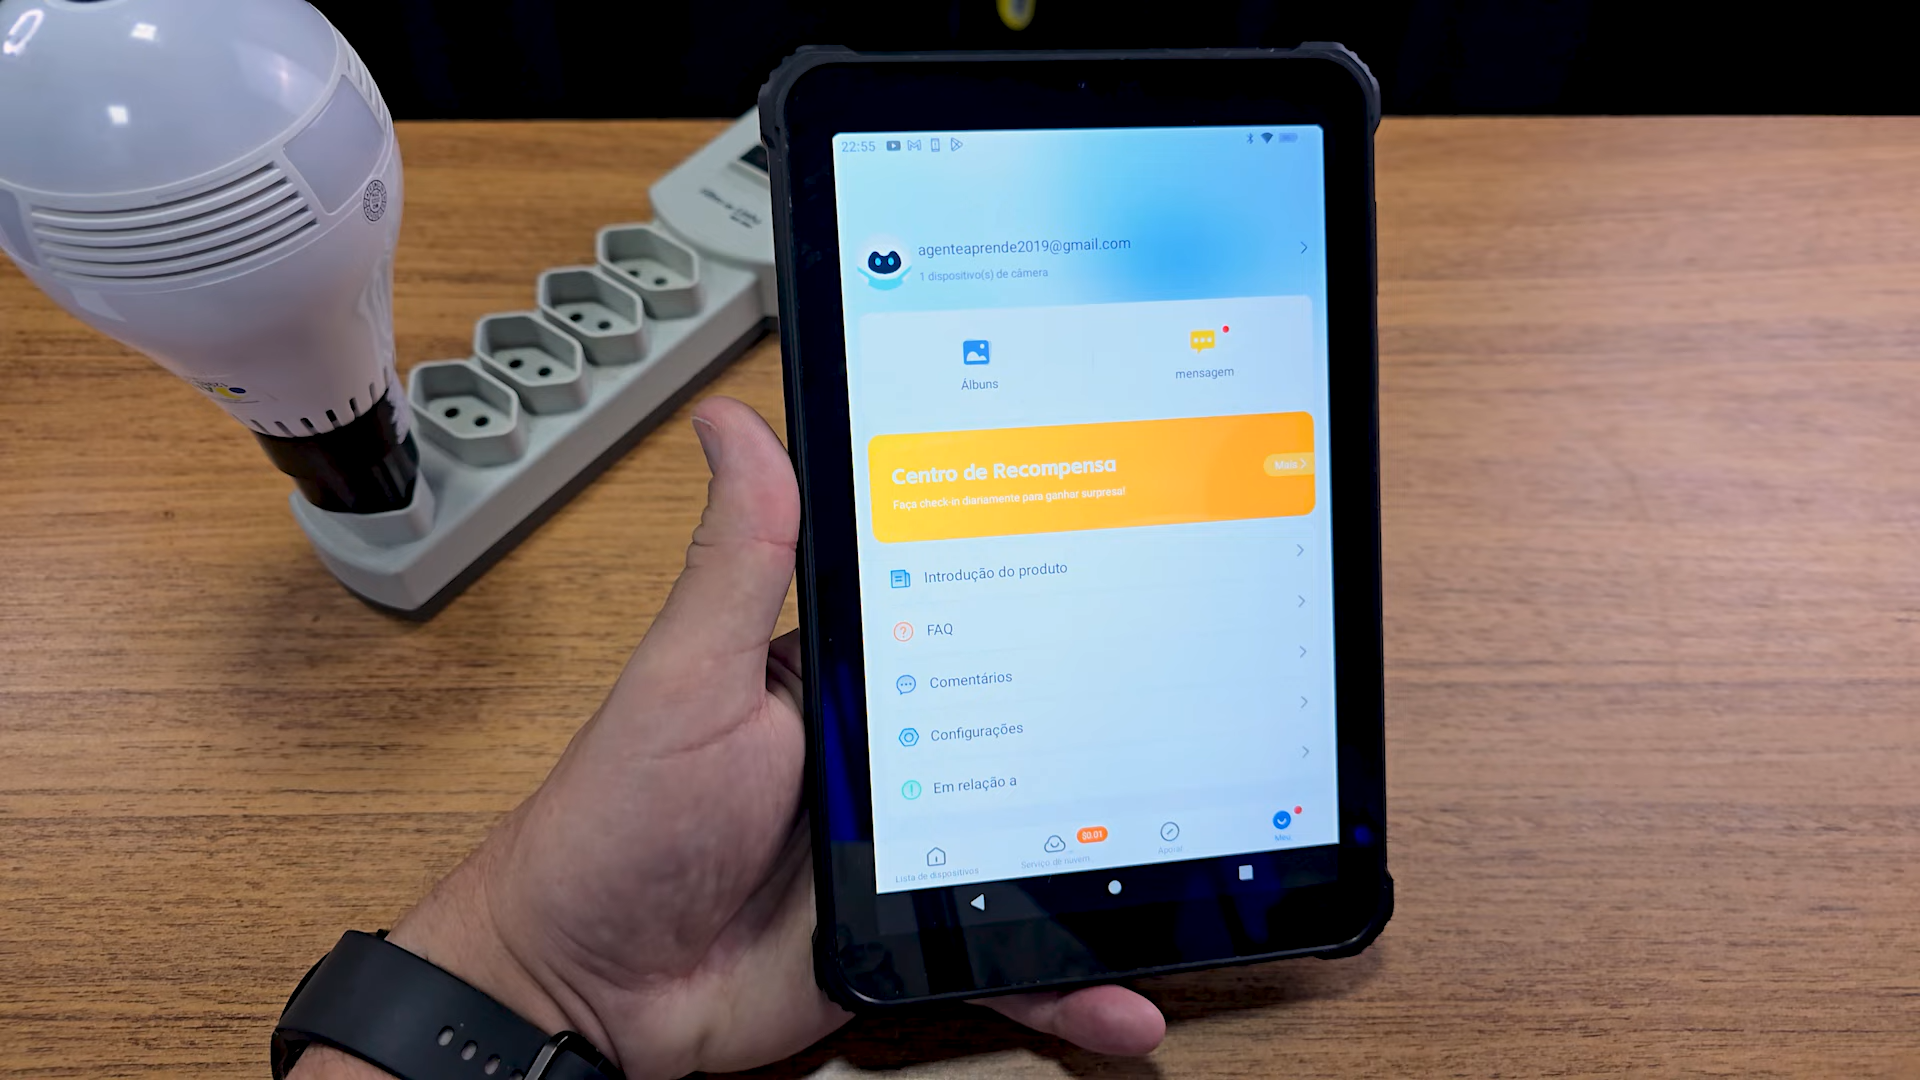 22:55
agenteaprende2019@gmail.com
1 dispositivo(s) de câmera
Álbuns
mensagem
Centro de Recompensa
Mais
Faça check-in diariamente para ganhar surpresa!
Introdução do produto
FAQ
Comentários
Configurações
Em relação a
$0.01
Lista de dispositivos
Serviço de nuvem...
Apoiar
Meu